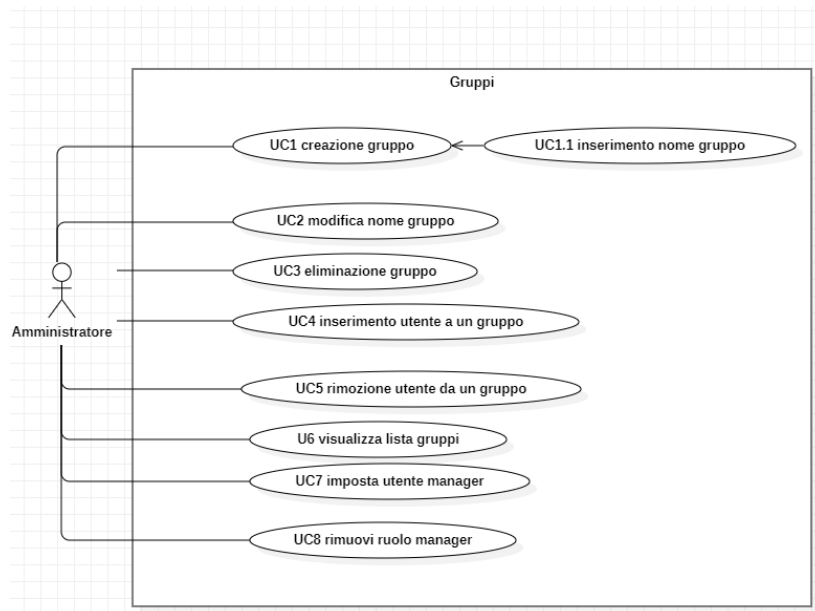 Gruppi
UC1 creazione gruppo
UC1.1 inserimento nome gruppo
UC2 modifica nome gruppo
UC3 eliminazione gruppo
UC4 inserimento utente a un gruppo
Amministratore
UC5 rimozione utente da un gruppo
U6 visualizza lista gruppi
UC7 imposta utente manager
UC8 rimuovi ruolo manager